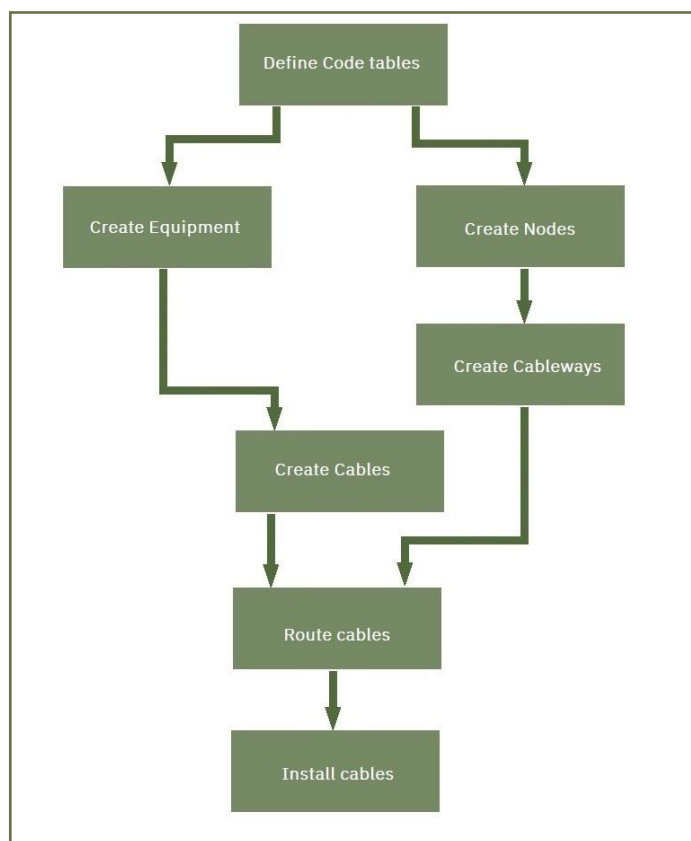 Define Code tables
Create Equipment
Create Nodes
Create Cableways
Create Cables
Route cables
Install cables